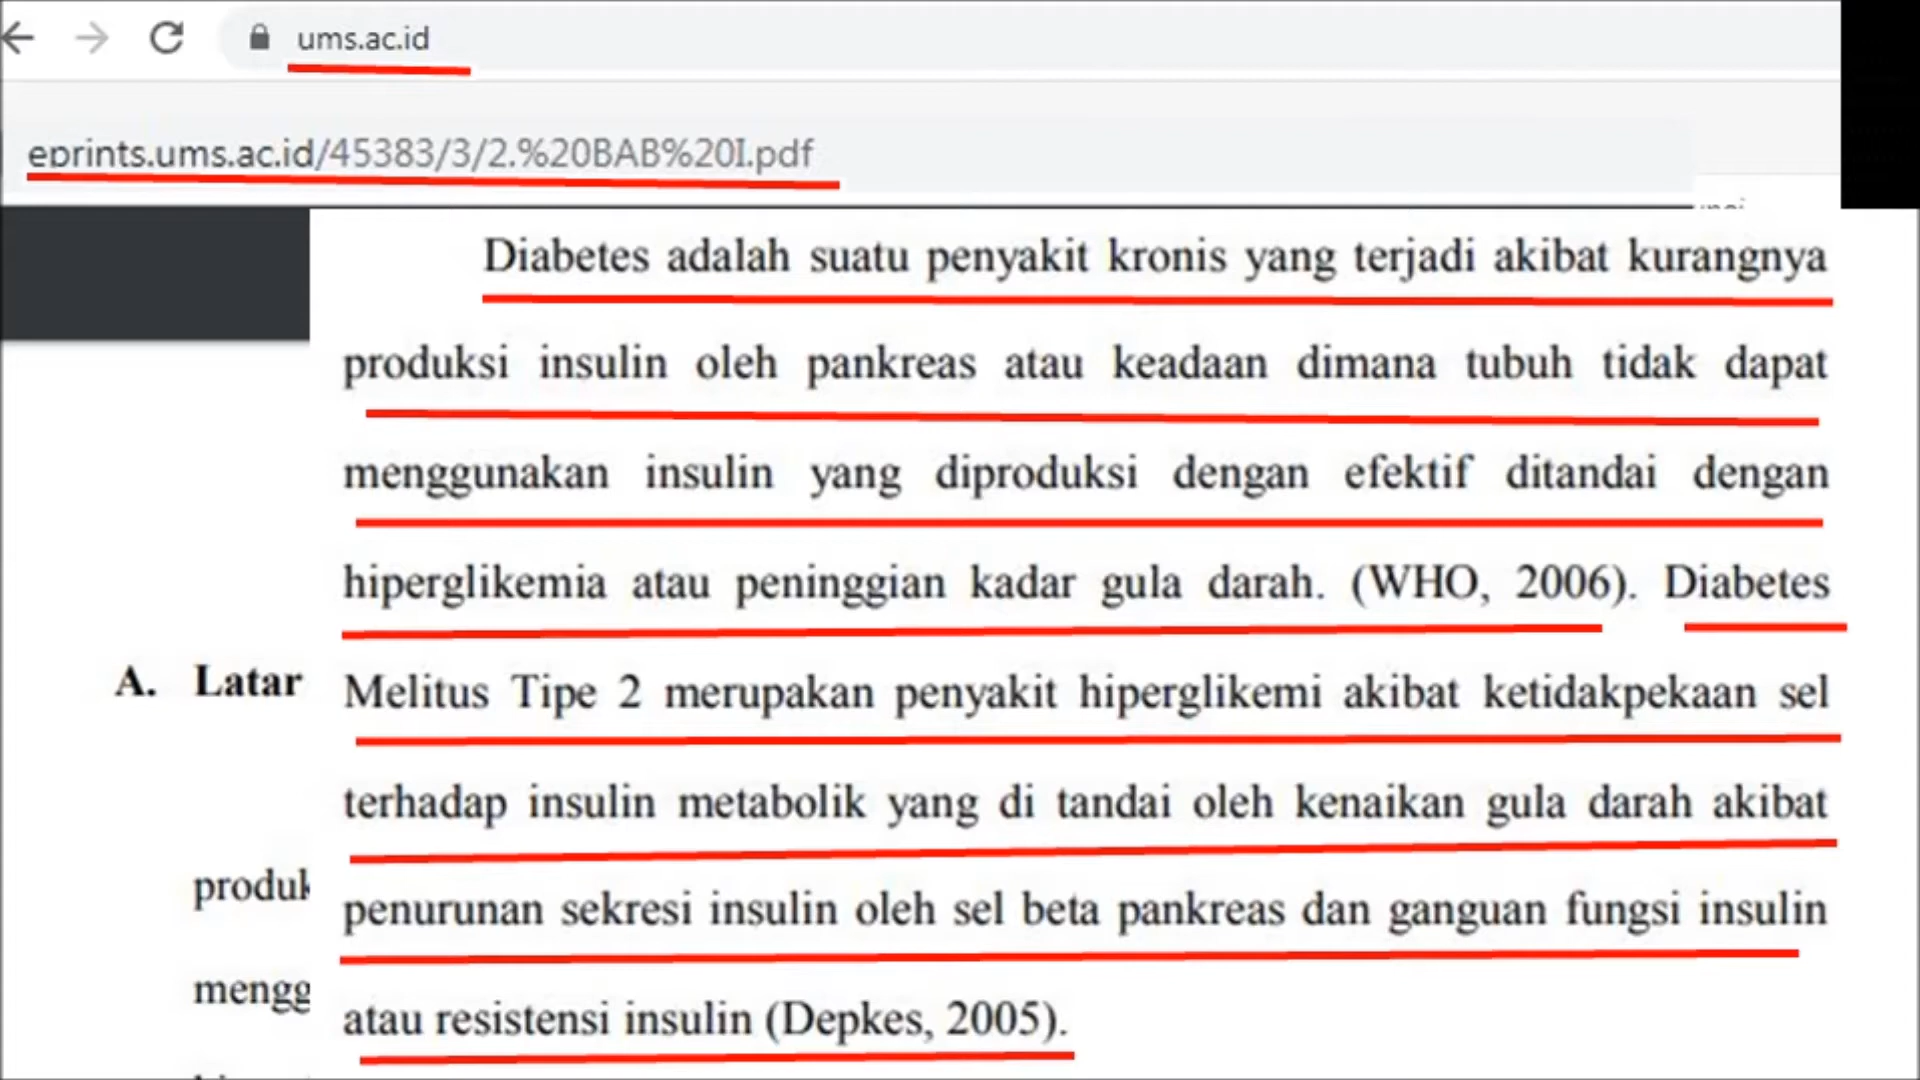 ums.ac.id
eprints.ums.ac.id/45383/3/2.%20BAB%20I.pdf
Diabetes adalah suatu penyakit kronis yang terjadi akibat kurangnya
produksi insulin oleh pankreas atau keadaan dimana tubuh tidak dapat
menggunakan insulin yang diproduksi dengan efektif ditandai dengan
hiperglikemia atau peninggian kadar gula darah. (WHO, 2006). Diabetes
Melitus Tipe 2 merupakan penyakit hiperglikemi akibat ketidakpekaan sel
terhadap insulin metabolik yang di tandai oleh kenaikan gula darah akibat
penurunan sekresi insulin oleh sel beta pankreas dan ganguan fungsi insulin
atau resistensi insulin (Depkes, 2005).
A. Latar
produk
mengg